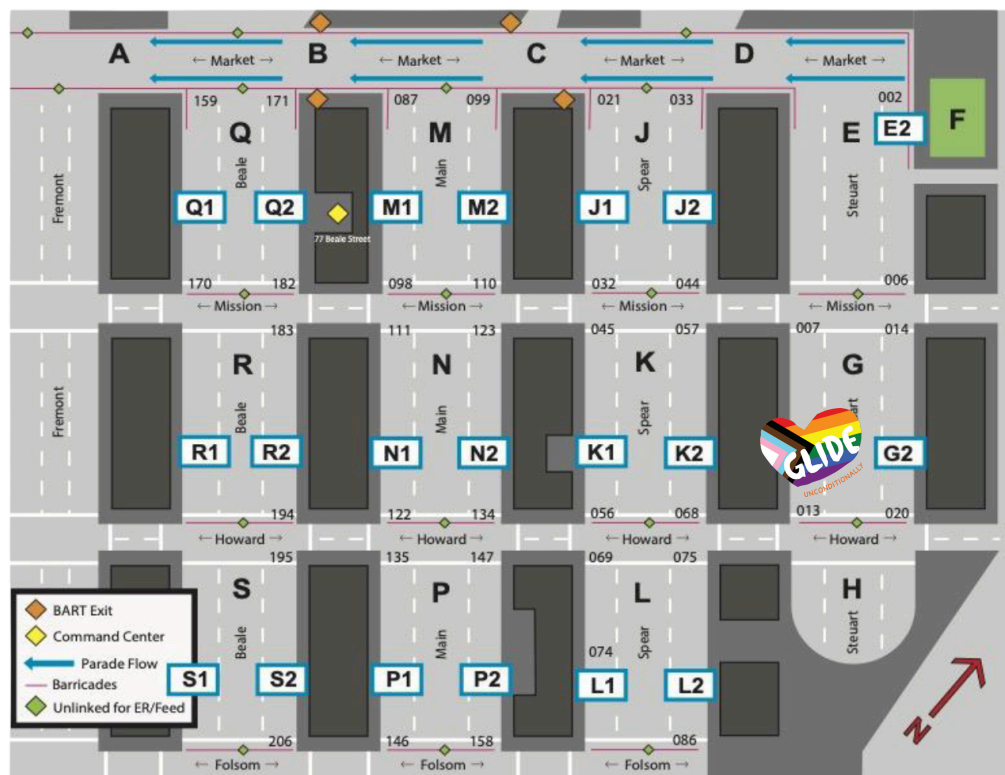 A
B
C
D
← Market →
← Market →
← Market →
← Market →
159
171
087
099
021
033
002
E2
F
Q
M
J
E
Fremont
Beale
Main
Spear
Steuart
Q1
Q2
M1
M2
J1
J2
77 Beale Street
170
182
098
110
032
044
006
← Mission →
← Mission →
← Mission →
← Mission →
183
111
123
045
057
007
014
R
N
K
G
Fremont
Beale
Main
Spear
uart
GLIDE
UNCONDITIONALLY
R1
R2
N1
N2
K1
K2
G2
194
122
134
056
068
013
020
← Howard →
← Howard →
← Howard →
← Howard →
195
135
147
069
075
S
P
L
H
Beale
Main
Spear
Steuart
074
S1
S2
P1
P2
L1
L2
206
146
158
086
← Folsom →
← Folsom →
← Folsom →
BART Exit
Command Center
Parade Flow
Barricades
Unlinked for ER/Feed
N